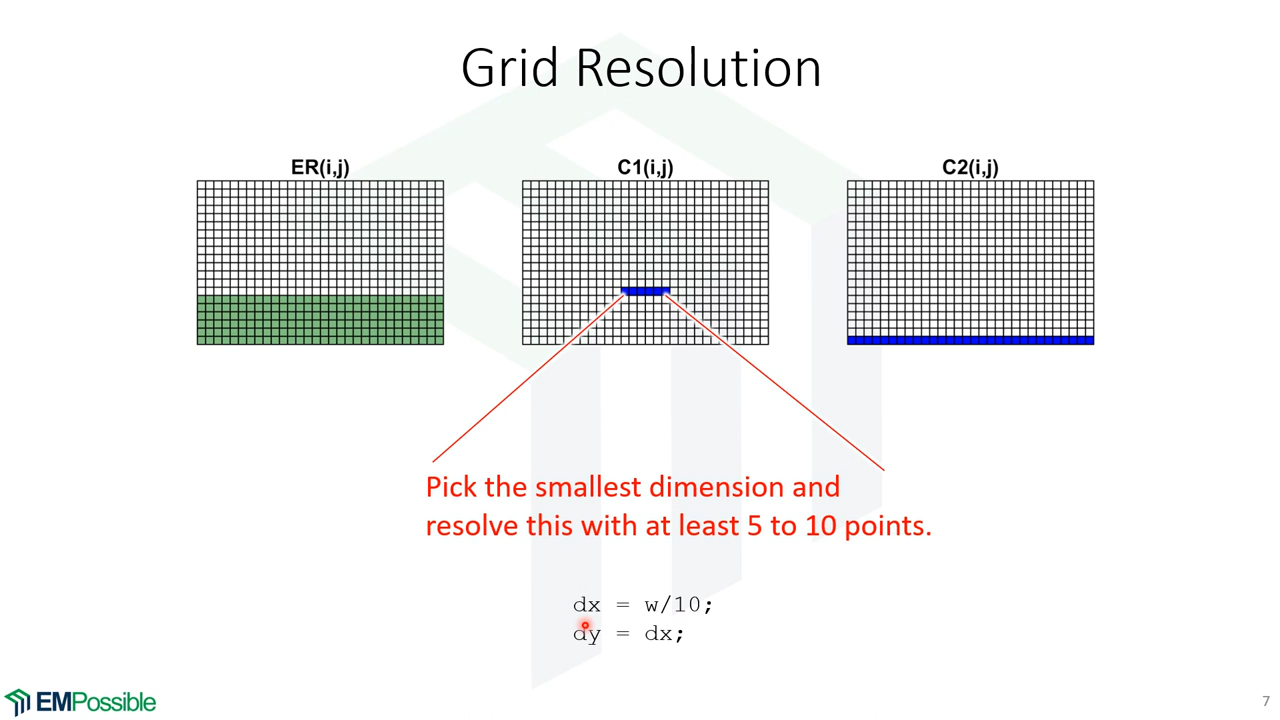 Grid Resolution
ER(i,j)
C1(i,j)
C2(i,j)
Pick the smallest dimension and
resolve this with at least 5 to 10 points.
dx = w/10;
dy = dx;
EMPossible
7